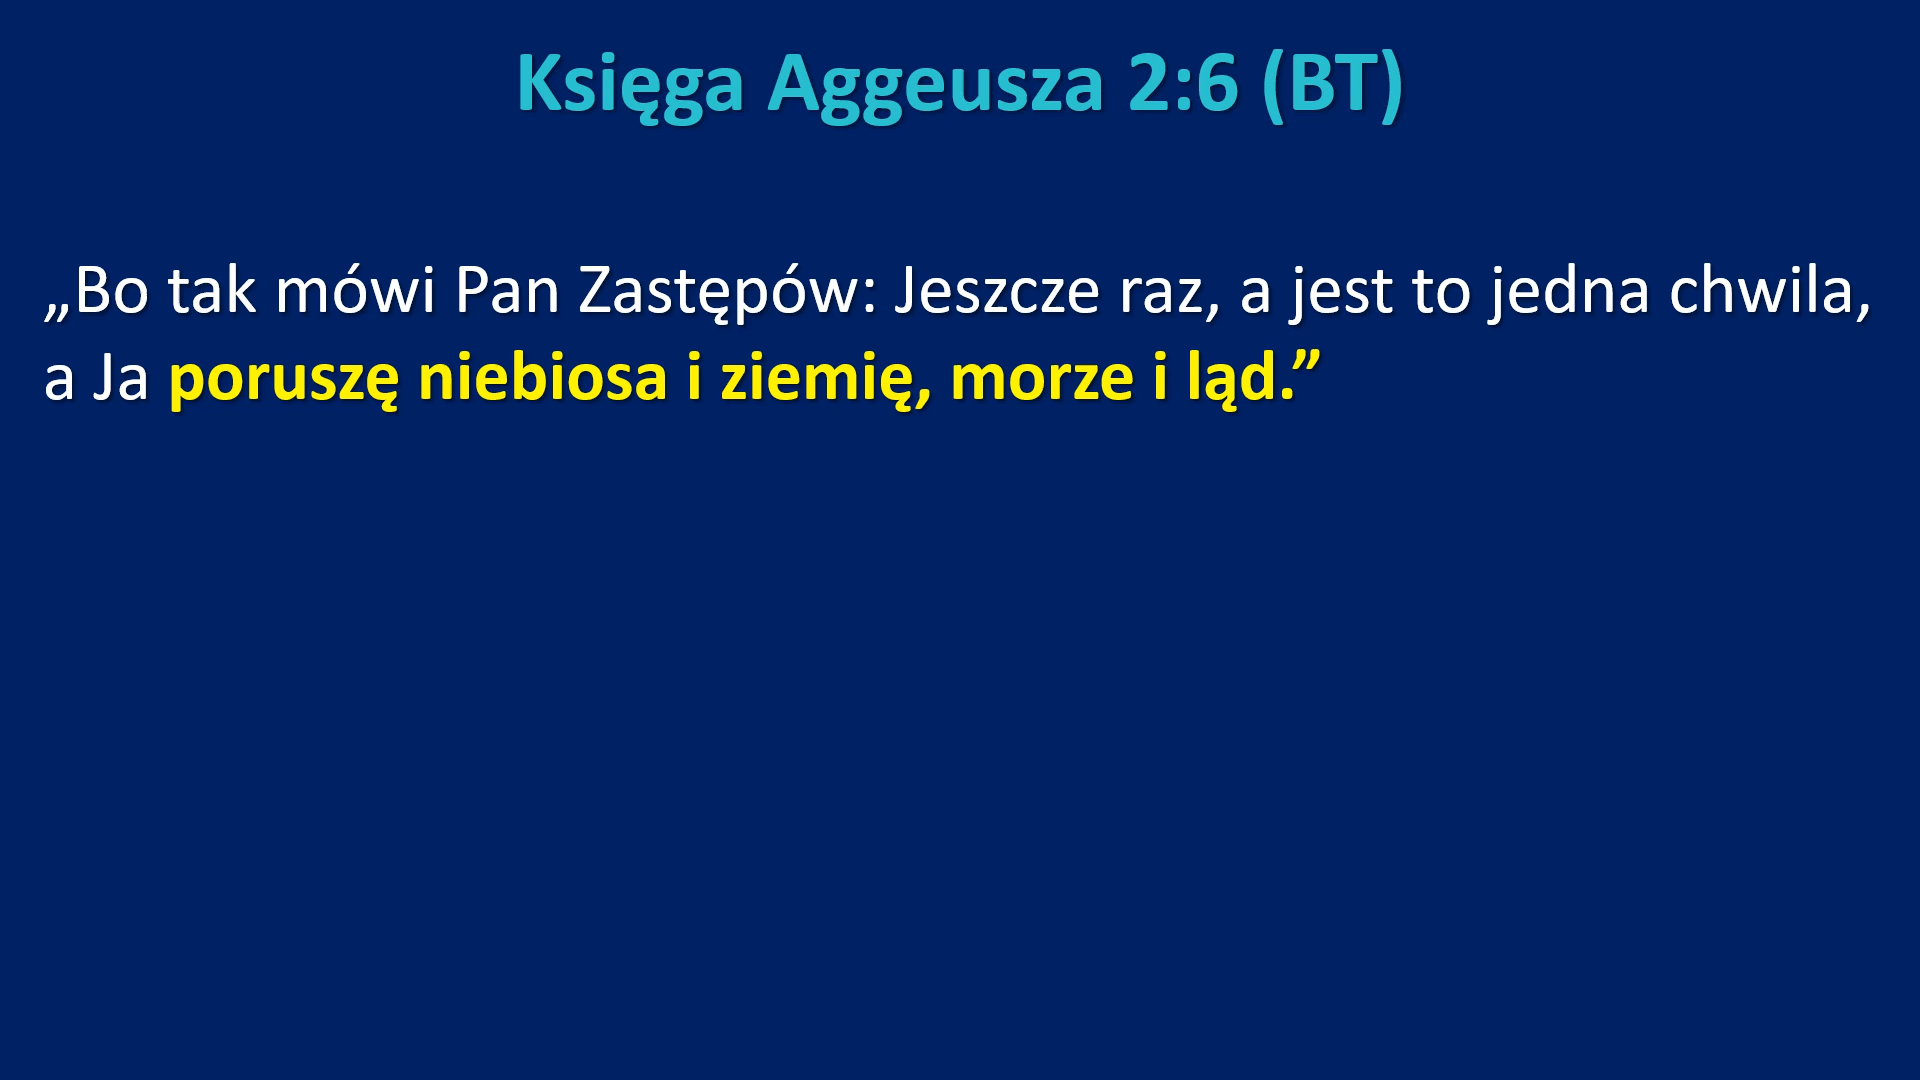 Księga Aggeusza 2:6 (BT)
„Bo tak mówi Pan Zastępów: Jeszcze raz, a jest to jedna chwila,
a Ja poruszę niebiosa i ziemię, morze i ląd.”